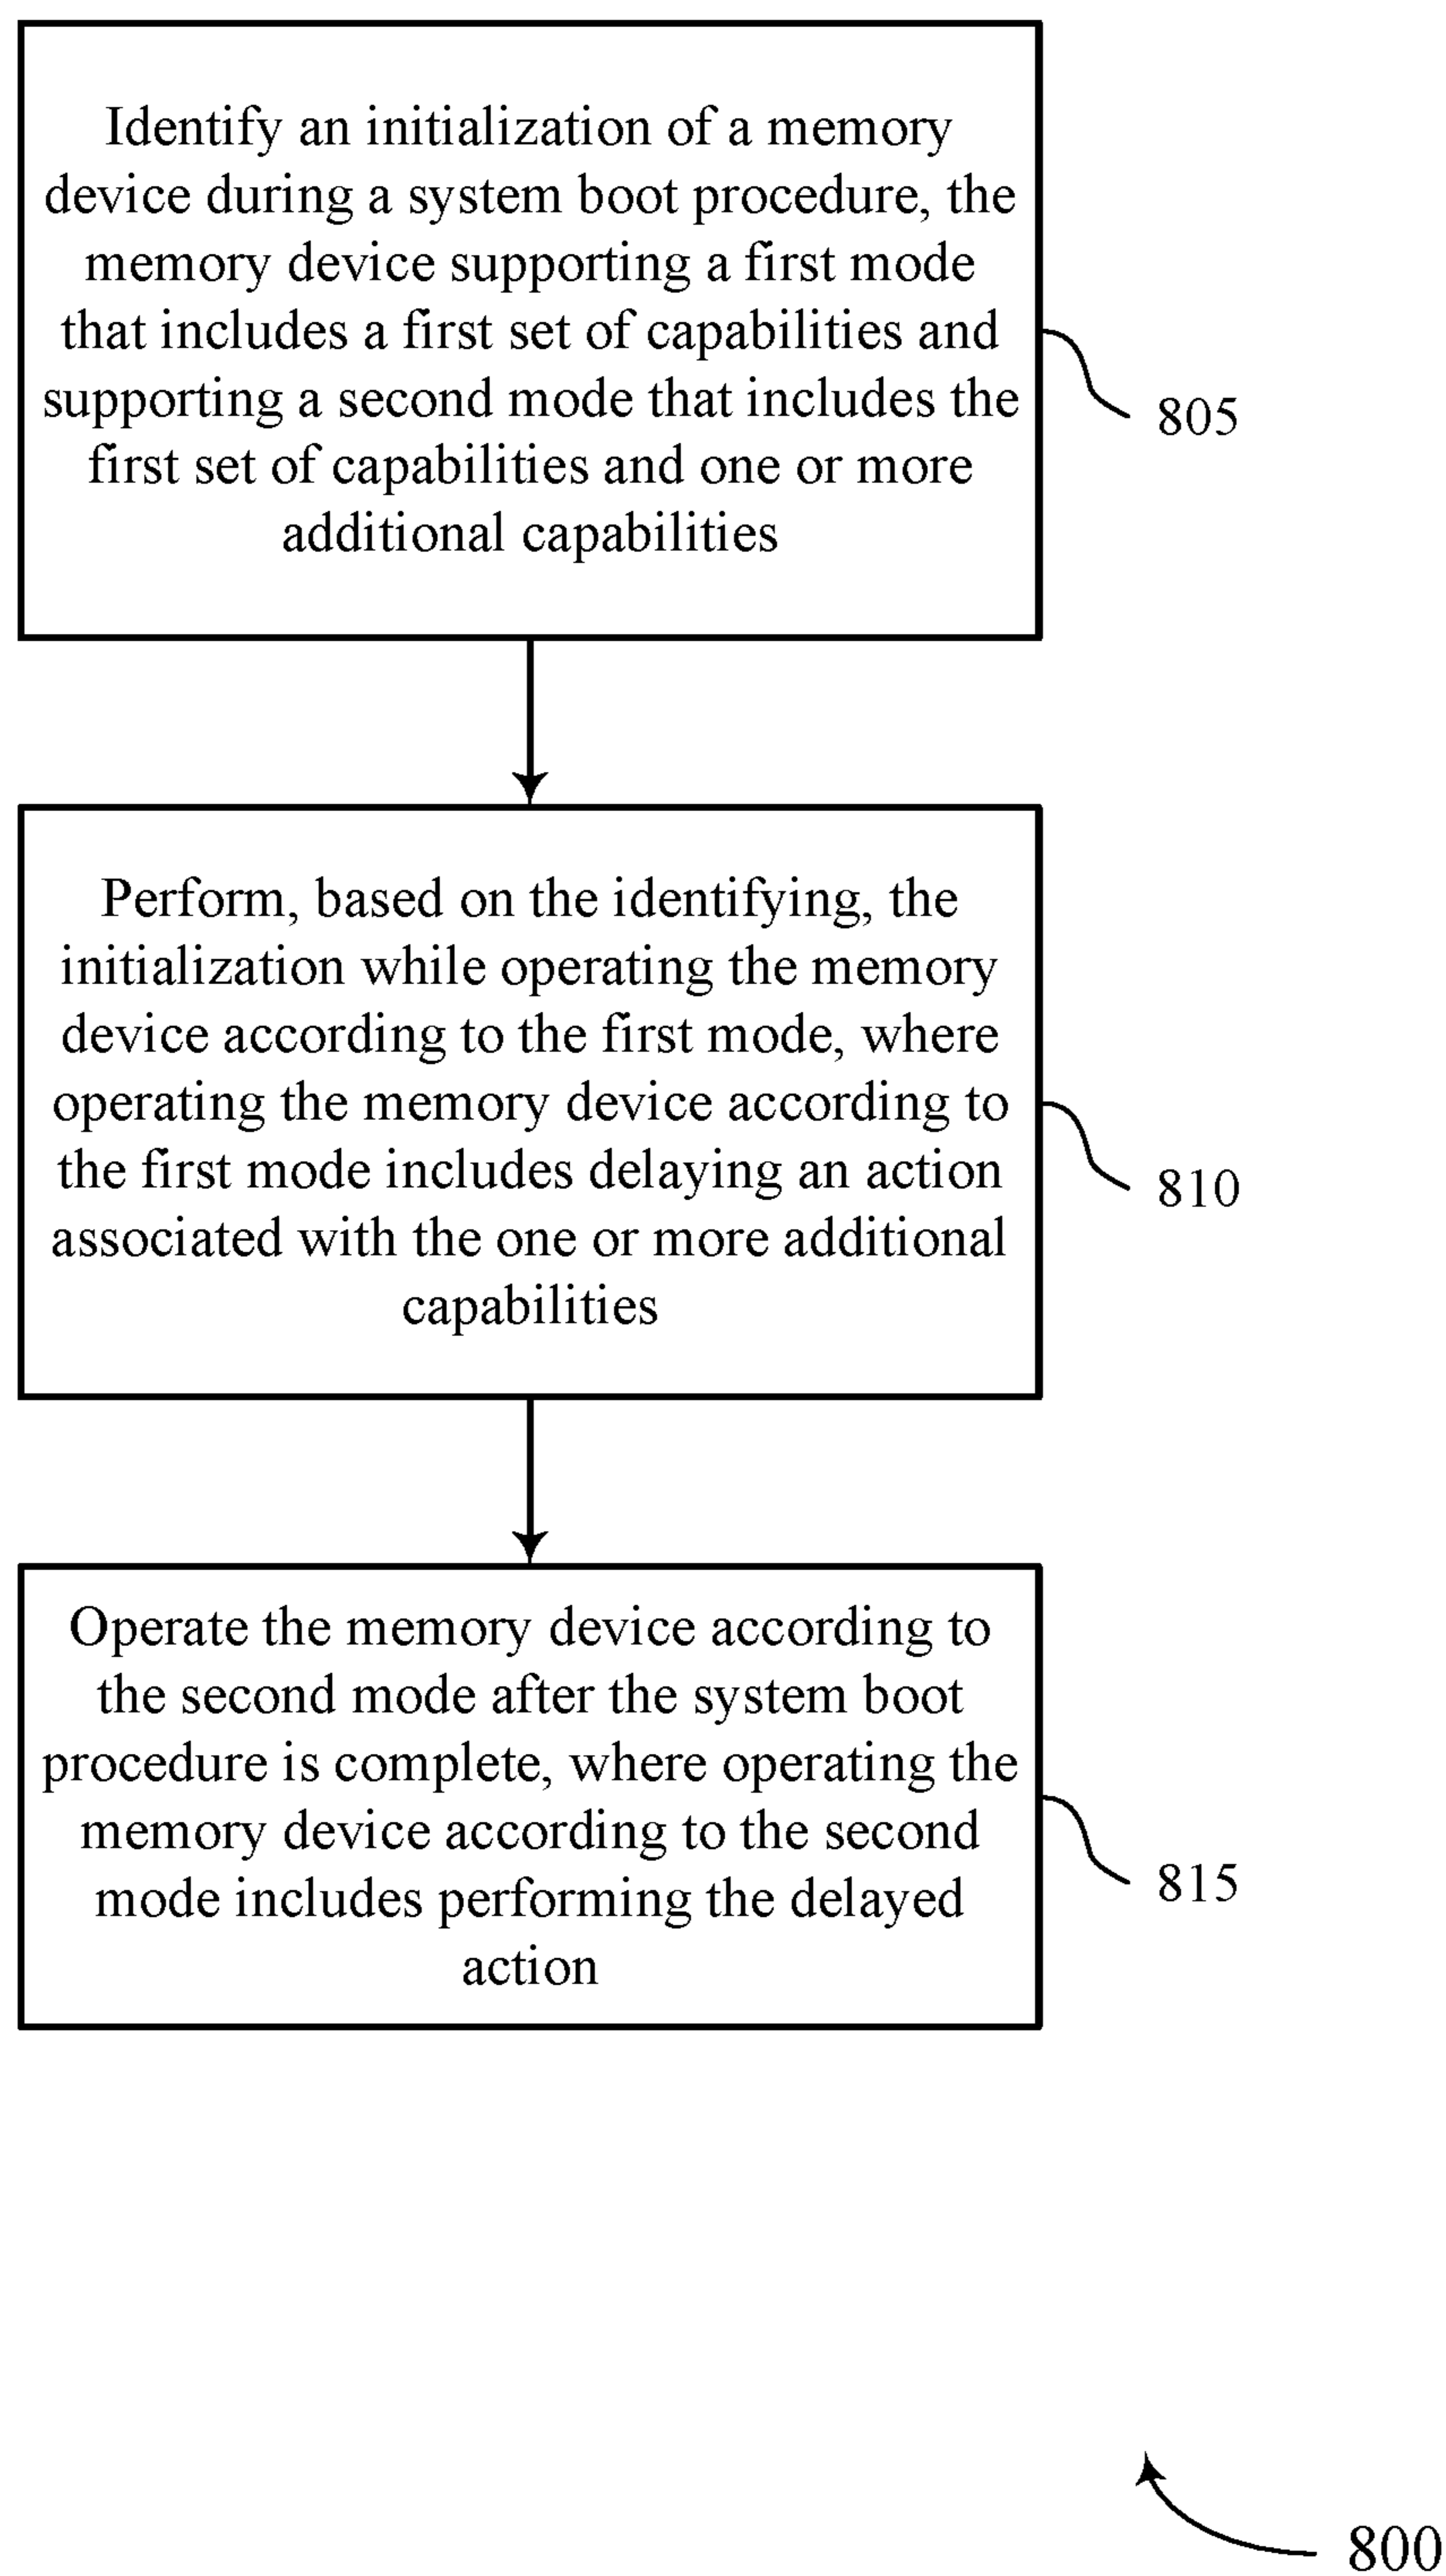 Identify an initialization of a memory
device during a system boot procedure, the
memory device supporting a first mode
that includes a first set of capabilities and
supporting a second mode that includes the
first set of capabilities and one or more
additional capabilities
805
Perform, based on the identifying, the
initialization while operating the memory
device according to the first mode, where
operating the memory device according to
the first mode includes delaying an action
associated with the one or more additional
capabilities
810
Operate the memory device according to
the second mode after the system boot
procedure is complete, where operating the
memory device according to the second
mode includes performing the delayed
action
815
800